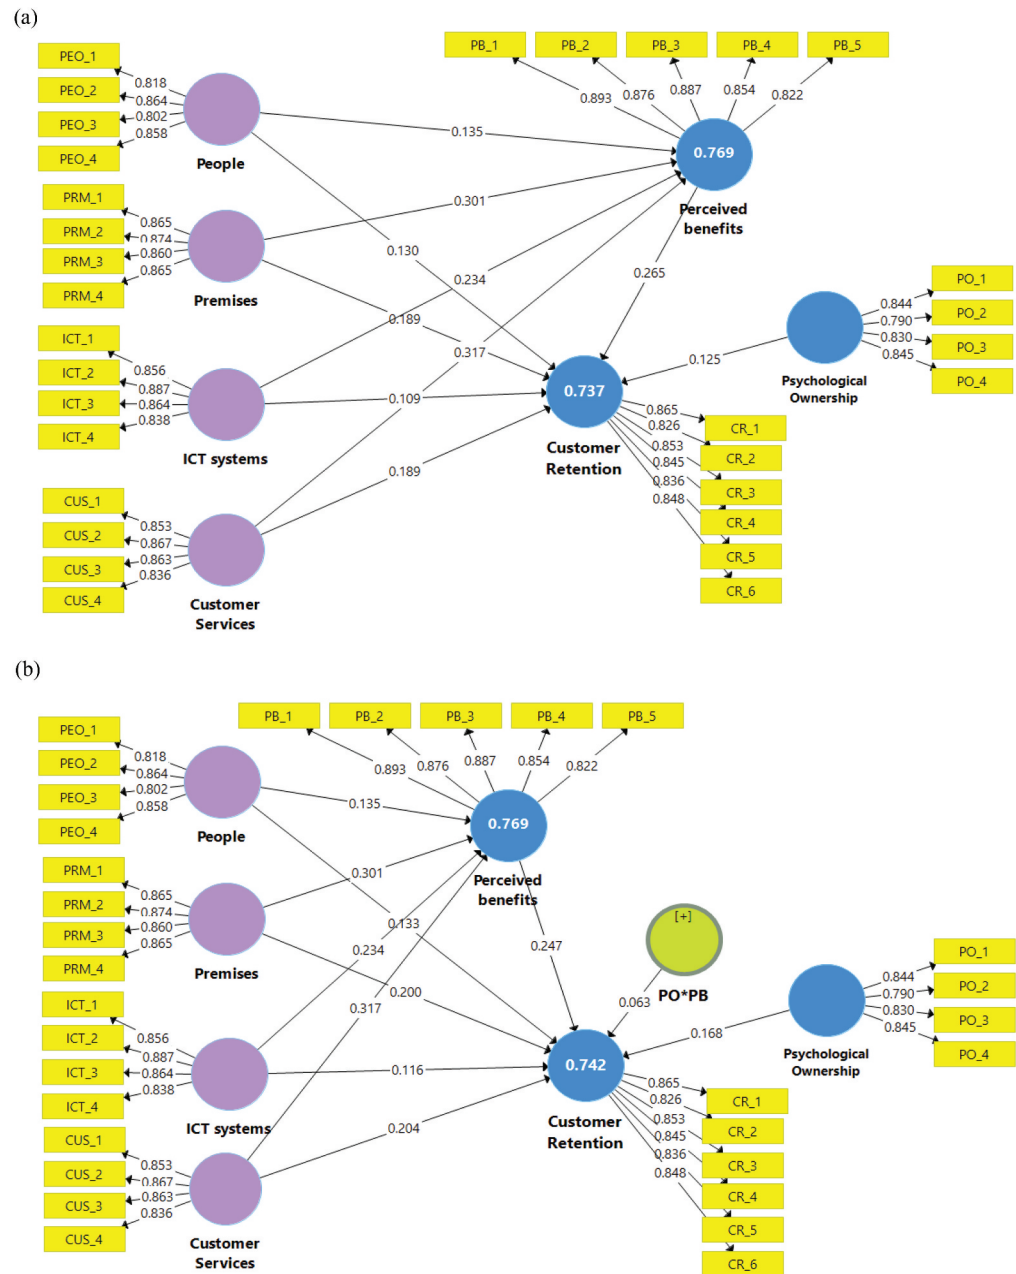 (a)
PEO_1
PEO_2
PEO_3
PEO_4
0.818
0.864
0.802
0.858
People
PRM_1
PRM_2
PRM_3
PRM_4
0.865
0.874
0.860
0.865
Premises
ICT_1
ICT_2
ICT_3
ICT_4
0.856
0.887
0.864
0.838
ICT systems
CUS_1
CUS_2
CUS_3
CUS_4
0.853
0.867
0.863
0.836
Customer
Services
PB_1
PB_2
PB_3
PB_4
PB_5
0.893
0.876
0.887
0.854
0.822
0.769
Perceived
benefits
0.135
0.301
0.130
0.234
0.265
0.189
0.317
0.109
0.189
0.125
0.737
Customer
Retention
0.865
0.826
0.853
0.845
0.836
0.848
CR_1
CR_2
CR_3
CR_4
CR_5
CR_6
Psychological
Ownership
0.844
0.790
0.830
0.845
PO_1
PO_2
PO_3
PO_4
(b)
PEO_1
PEO_2
PEO_3
PEO_4
0.818
0.864
0.802
0.858
People
PRM_1
PRM_2
PRM_3
PRM_4
0.865
0.874
0.860
0.865
Premises
ICT_1
ICT_2
ICT_3
ICT_4
0.856
0.887
0.864
0.838
ICT systems
CUS_1
CUS_2
CUS_3
CUS_4
0.853
0.867
0.863
0.836
Customer
Services
PB_1
PB_2
PB_3
PB_4
PB_5
0.893
0.876
0.887
0.854
0.822
0.769
Perceived
benefits
0.135
0.301
0.133
0.234
0.247
0.200
0.317
0.116
0.204
[+]
PO*PB
0.063
0.168
0.742
Customer
Retention
0.865
0.826
0.853
0.845
0.836
0.848
CR_1
CR_2
CR_3
CR_4
CR_5
CR_6
Psychological
Ownership
0.844
0.790
0.830
0.845
PO_1
PO_2
PO_3
PO_4